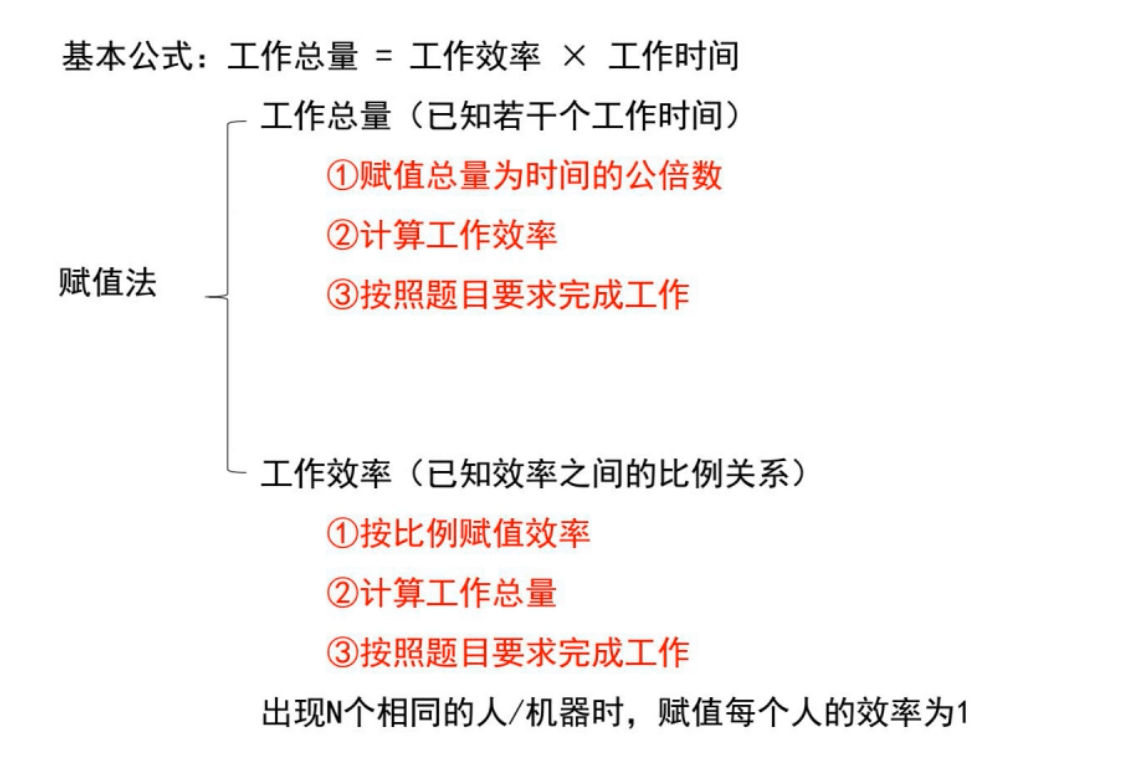 基本公式：工作总量 = 工作效率 × 工作时间
工作总量（已知若干个工作时间）
①赋值总量为时间的公倍数
②计算工作效率
③按照题目要求完成工作
赋值法
工作效率（已知效率之间的比例关系）
①按比例赋值效率
②计算工作总量
③按照题目要求完成工作
出现N个相同的人/机器时，赋值每个人的效率为1